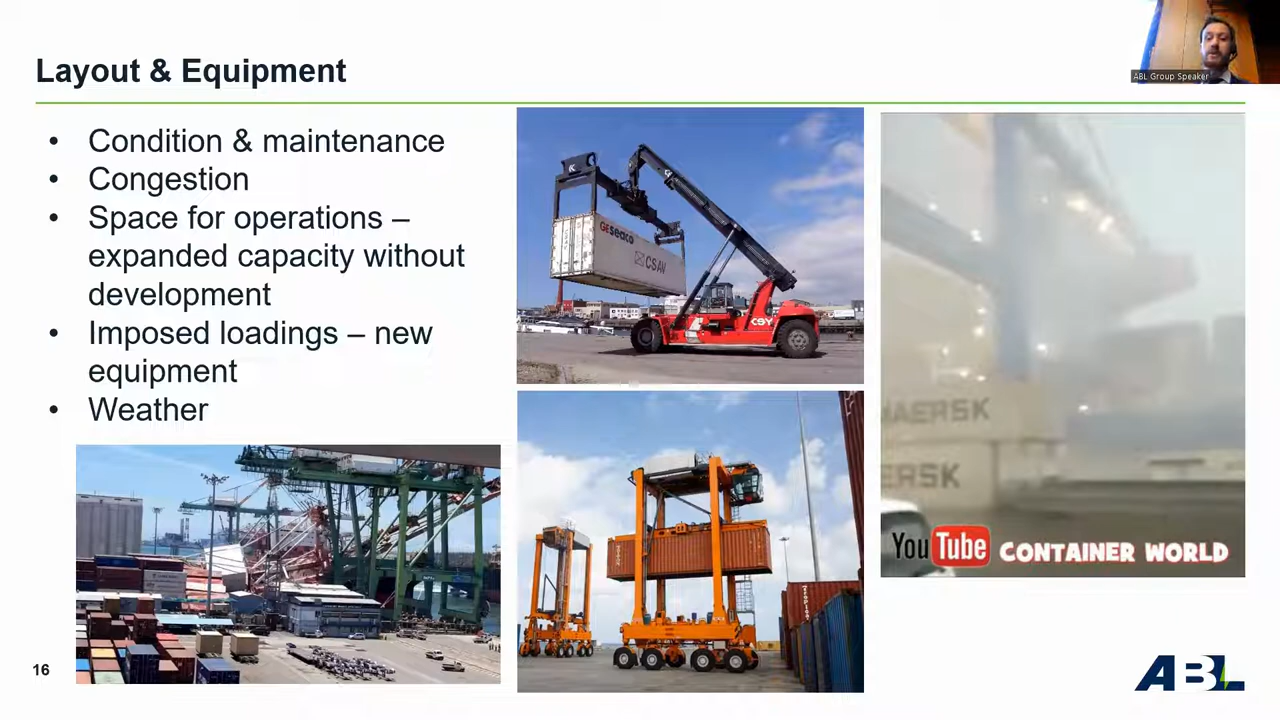 Layout & Equipment
ABL Group Speaker
• Condition & maintenance
• Congestion
• Space for operations –
expanded capacity without
development
• Imposed loadings – new
equipment
• Weather
GEseaco
CSAV
CSY
MAERSK
ERSK
YouTube CONTAINER WORLD
16
ABL